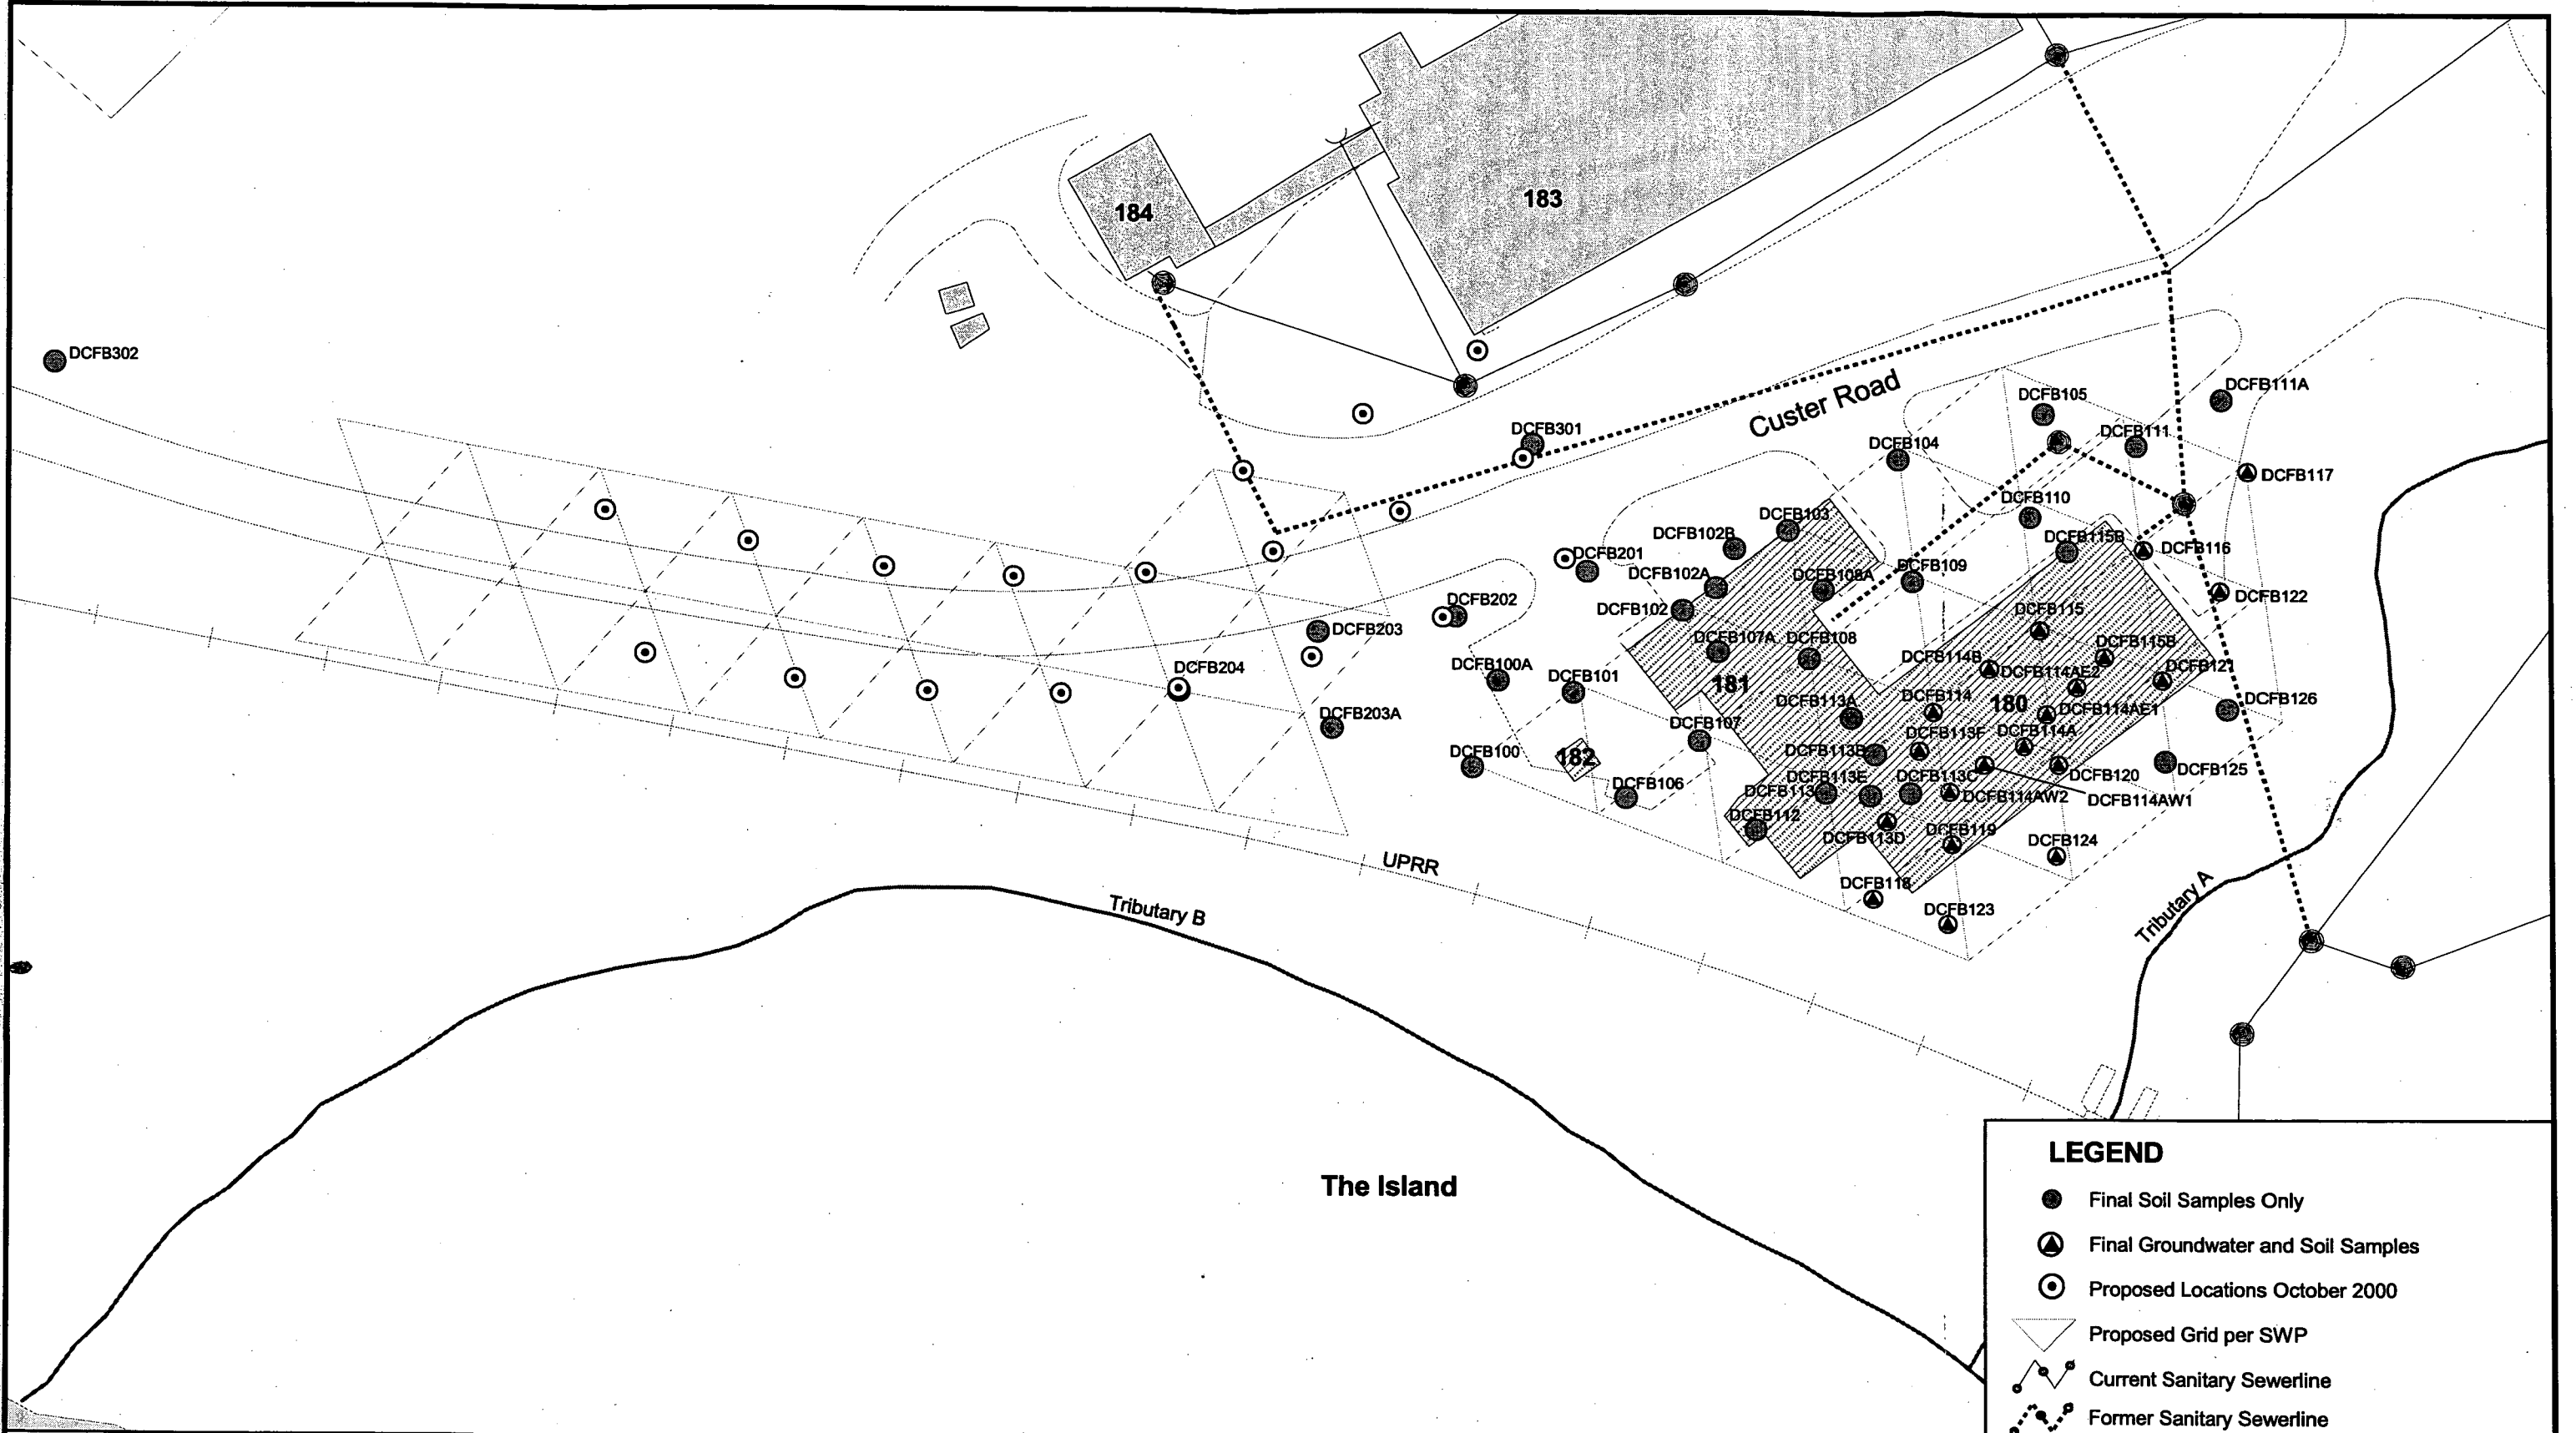 184
183
DCFB302
Custer Road
DCFB301
DCFB105
DCFB111A
DCFB104
DCFB111
DCFB117
DCFB110
DCFB103
DCFB102B
DCFB115B
DCFB116
DCFB201
DCFB102A
DCFB108A
DCFB109
DCFB122
DCFB202
DCFB102
DCFB115
DCFB203
DCFB107A
DCFB108
DCFB115B
DCFB114B
DCFB114AE2
DCFB121
DCFB204
DCFB100A
DCFB101
181
DCFB114
180
DCFB126
DCFB203A
DCFB113A
DCFB114AE1
DCFB107
DCFB113F
DCFB114A
DCFB100
182
DCFB113B
DCFB113E
DCFB113C
DCFB120
DCFB125
DCFB106
DCFB113
DCFB114AW2
DCFB114AW1
DCFB112
DCFB113D
DCFB119
DCFB124
UPRR
DCFB118
DCFB123
Tributary B
Tributary A
The Island
LEGEND
Final Soil Samples Only
Final Groundwater and Soil Samples
Proposed Locations October 2000
Proposed Grid per SWP
Current Sanitary Sewerline
Former Sanitary Sewerline